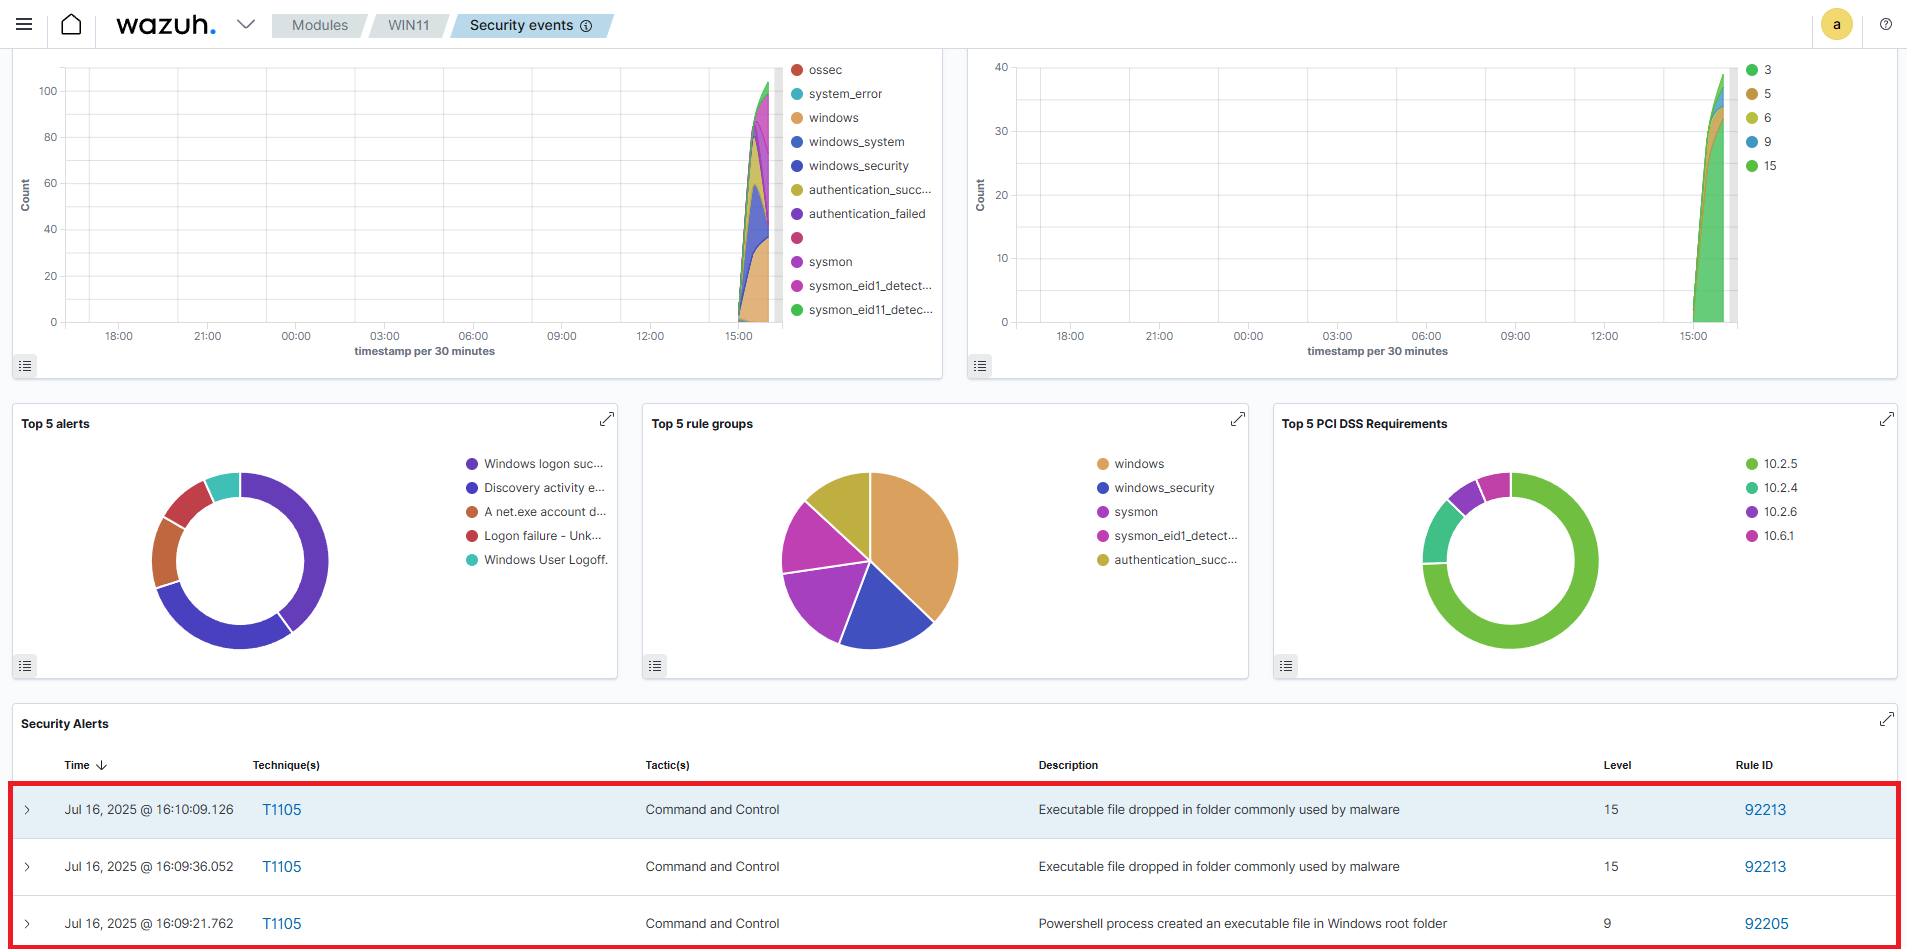 wazuh.
Modules
WIN11
Security events
a
100
80
60
40
20
0
Count
18:00 21:00 00:00 03:00 06:00 09:00 12:00 15:00
timestamp per 30 minutes
ossec
system_error
windows
windows_system
windows_security
authentication_succ...
authentication_failed
sysmon
sysmon_eid1_detect...
sysmon_eid11_detec...
40
30
20
10
0
Count
18:00 21:00 00:00 03:00 06:00 09:00 12:00 15:00
timestamp per 30 minutes
3
5
6
9
15
Top 5 alerts
Windows logon suc...
Discovery activity e...
A net.exe account d...
Logon failure - Unk...
Windows User Logoff.
Top 5 rule groups
windows
windows_security
sysmon
sysmon_eid1_detect...
authentication_succ...
Top 5 PCI DSS Requirements
10.2.5
10.2.4
10.2.6
10.6.1
Security Alerts
Time Technique(s) Tactic(s) Description Level Rule ID
Jul 16, 2025 @ 16:10:09.126 T1105 Command and Control Executable file dropped in folder commonly used by malware 15 92213
Jul 16, 2025 @ 16:09:36.052 T1105 Command and Control Executable file dropped in folder commonly used by malware 15 92213
Jul 16, 2025 @ 16:09:21.762 T1105 Command and Control Powershell process created an executable file in Windows root folder 9 92205